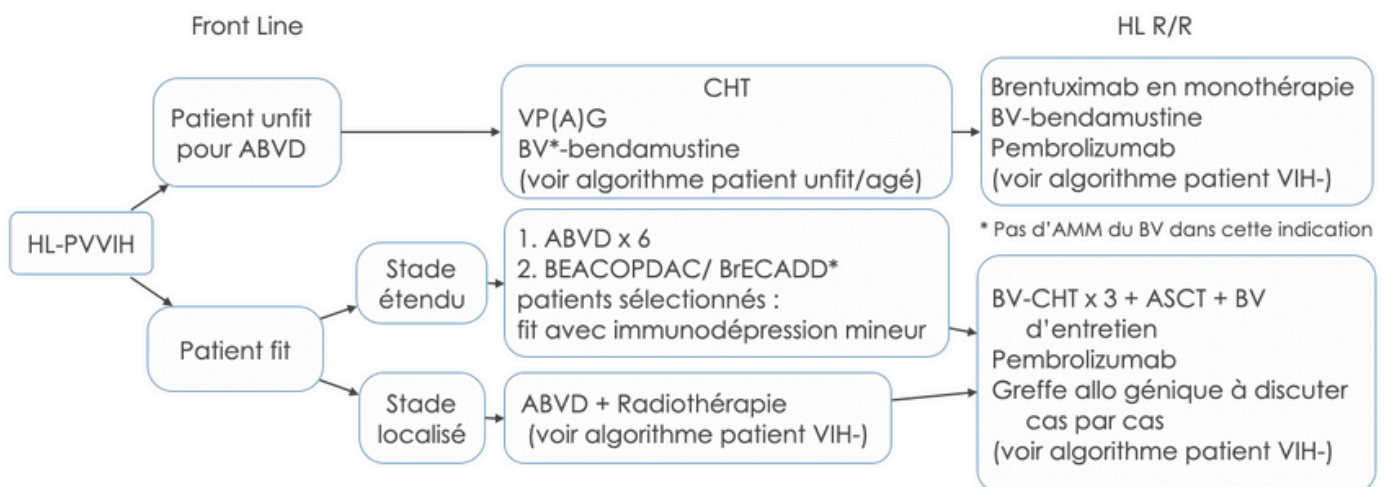 Front Line
HL R/R
Patient unfit
pour ABVD
CHT
VP(A)G
BV*-bendamustine
(voir algorithme patient unfit/agé)
Brentuximab en monothérapie
BV-bendamustine
Pembrolizumab
(voir algorithme patient VIH-)
* Pas d'AMM du BV dans cette indication
HL-PVVIH
Patient fit
Stade
étendu
1. ABVD x 6
2. BEACOPDAC/ BrECADD*
patients sélectionnés :
fit avec immunodépression mineur
Stade
localisé
ABVD + Radiothérapie
(voir algorithme patient VIH-)
BV-CHT x 3 + ASCT + BV
d'entretien
Pembrolizumab
Greffe allo génique à discuter
cas par cas
(voir algorithme patient VIH-)